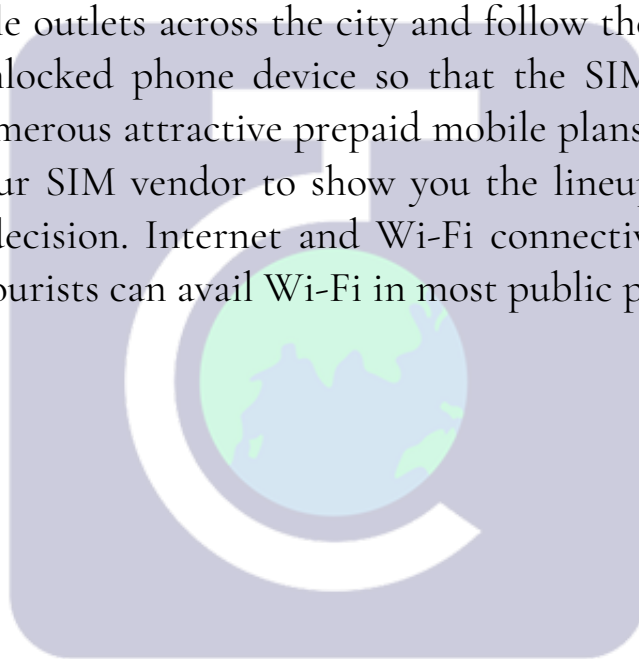 le outlets across the city and follow the
nlocked phone device so that the SIM
merous attractive prepaid mobile plans
ur SIM vendor to show you the lineup
decision. Internet and Wi-Fi connectiv
ourists can avail Wi-Fi in most public p